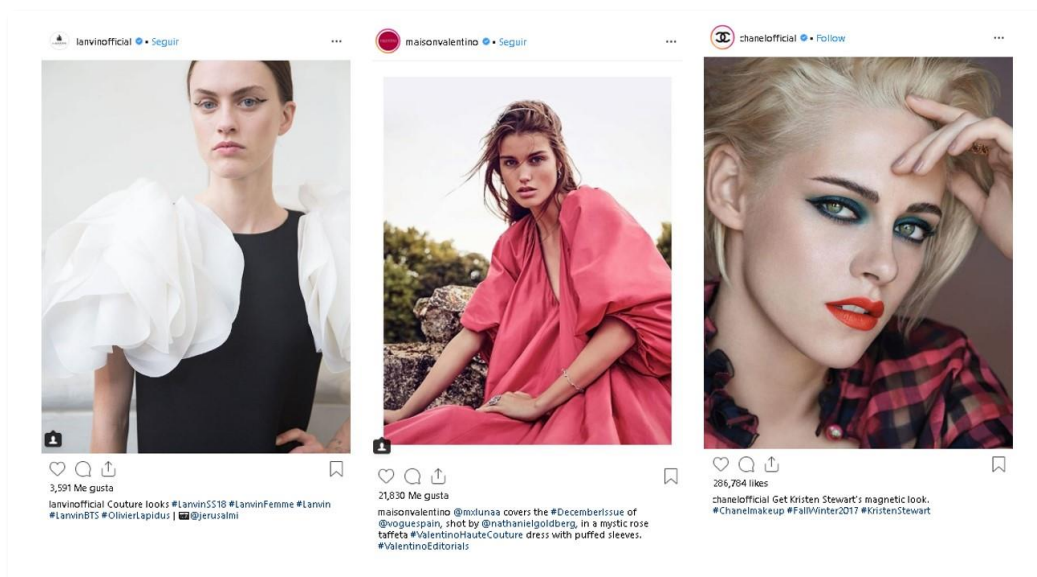 lanvinofficial • Seguir
3,591 Me gusta
lanvinofficial Couture looks #LanvinSS18 #LanvinFemme #Lanvin
#LanvinBTS #OlivierLapidus | 📷@jerusalmi
maisonvalentino • Seguir
21,830 Me gusta
maisonvalentino @mxlunaa covers the #DecemberIssue of
@voguespain, shot by @nathanielgoldberg, in a mystic rose
taffeta #ValentinoHauteCouture dress with puffed sleeves.
#ValentinoEditorials
chanelofficial • Follow
286,784 likes
chanelofficial Get Kristen Stewart's magnetic look.
#Chanelmakeup #FallWinter2017 #KristenStewart